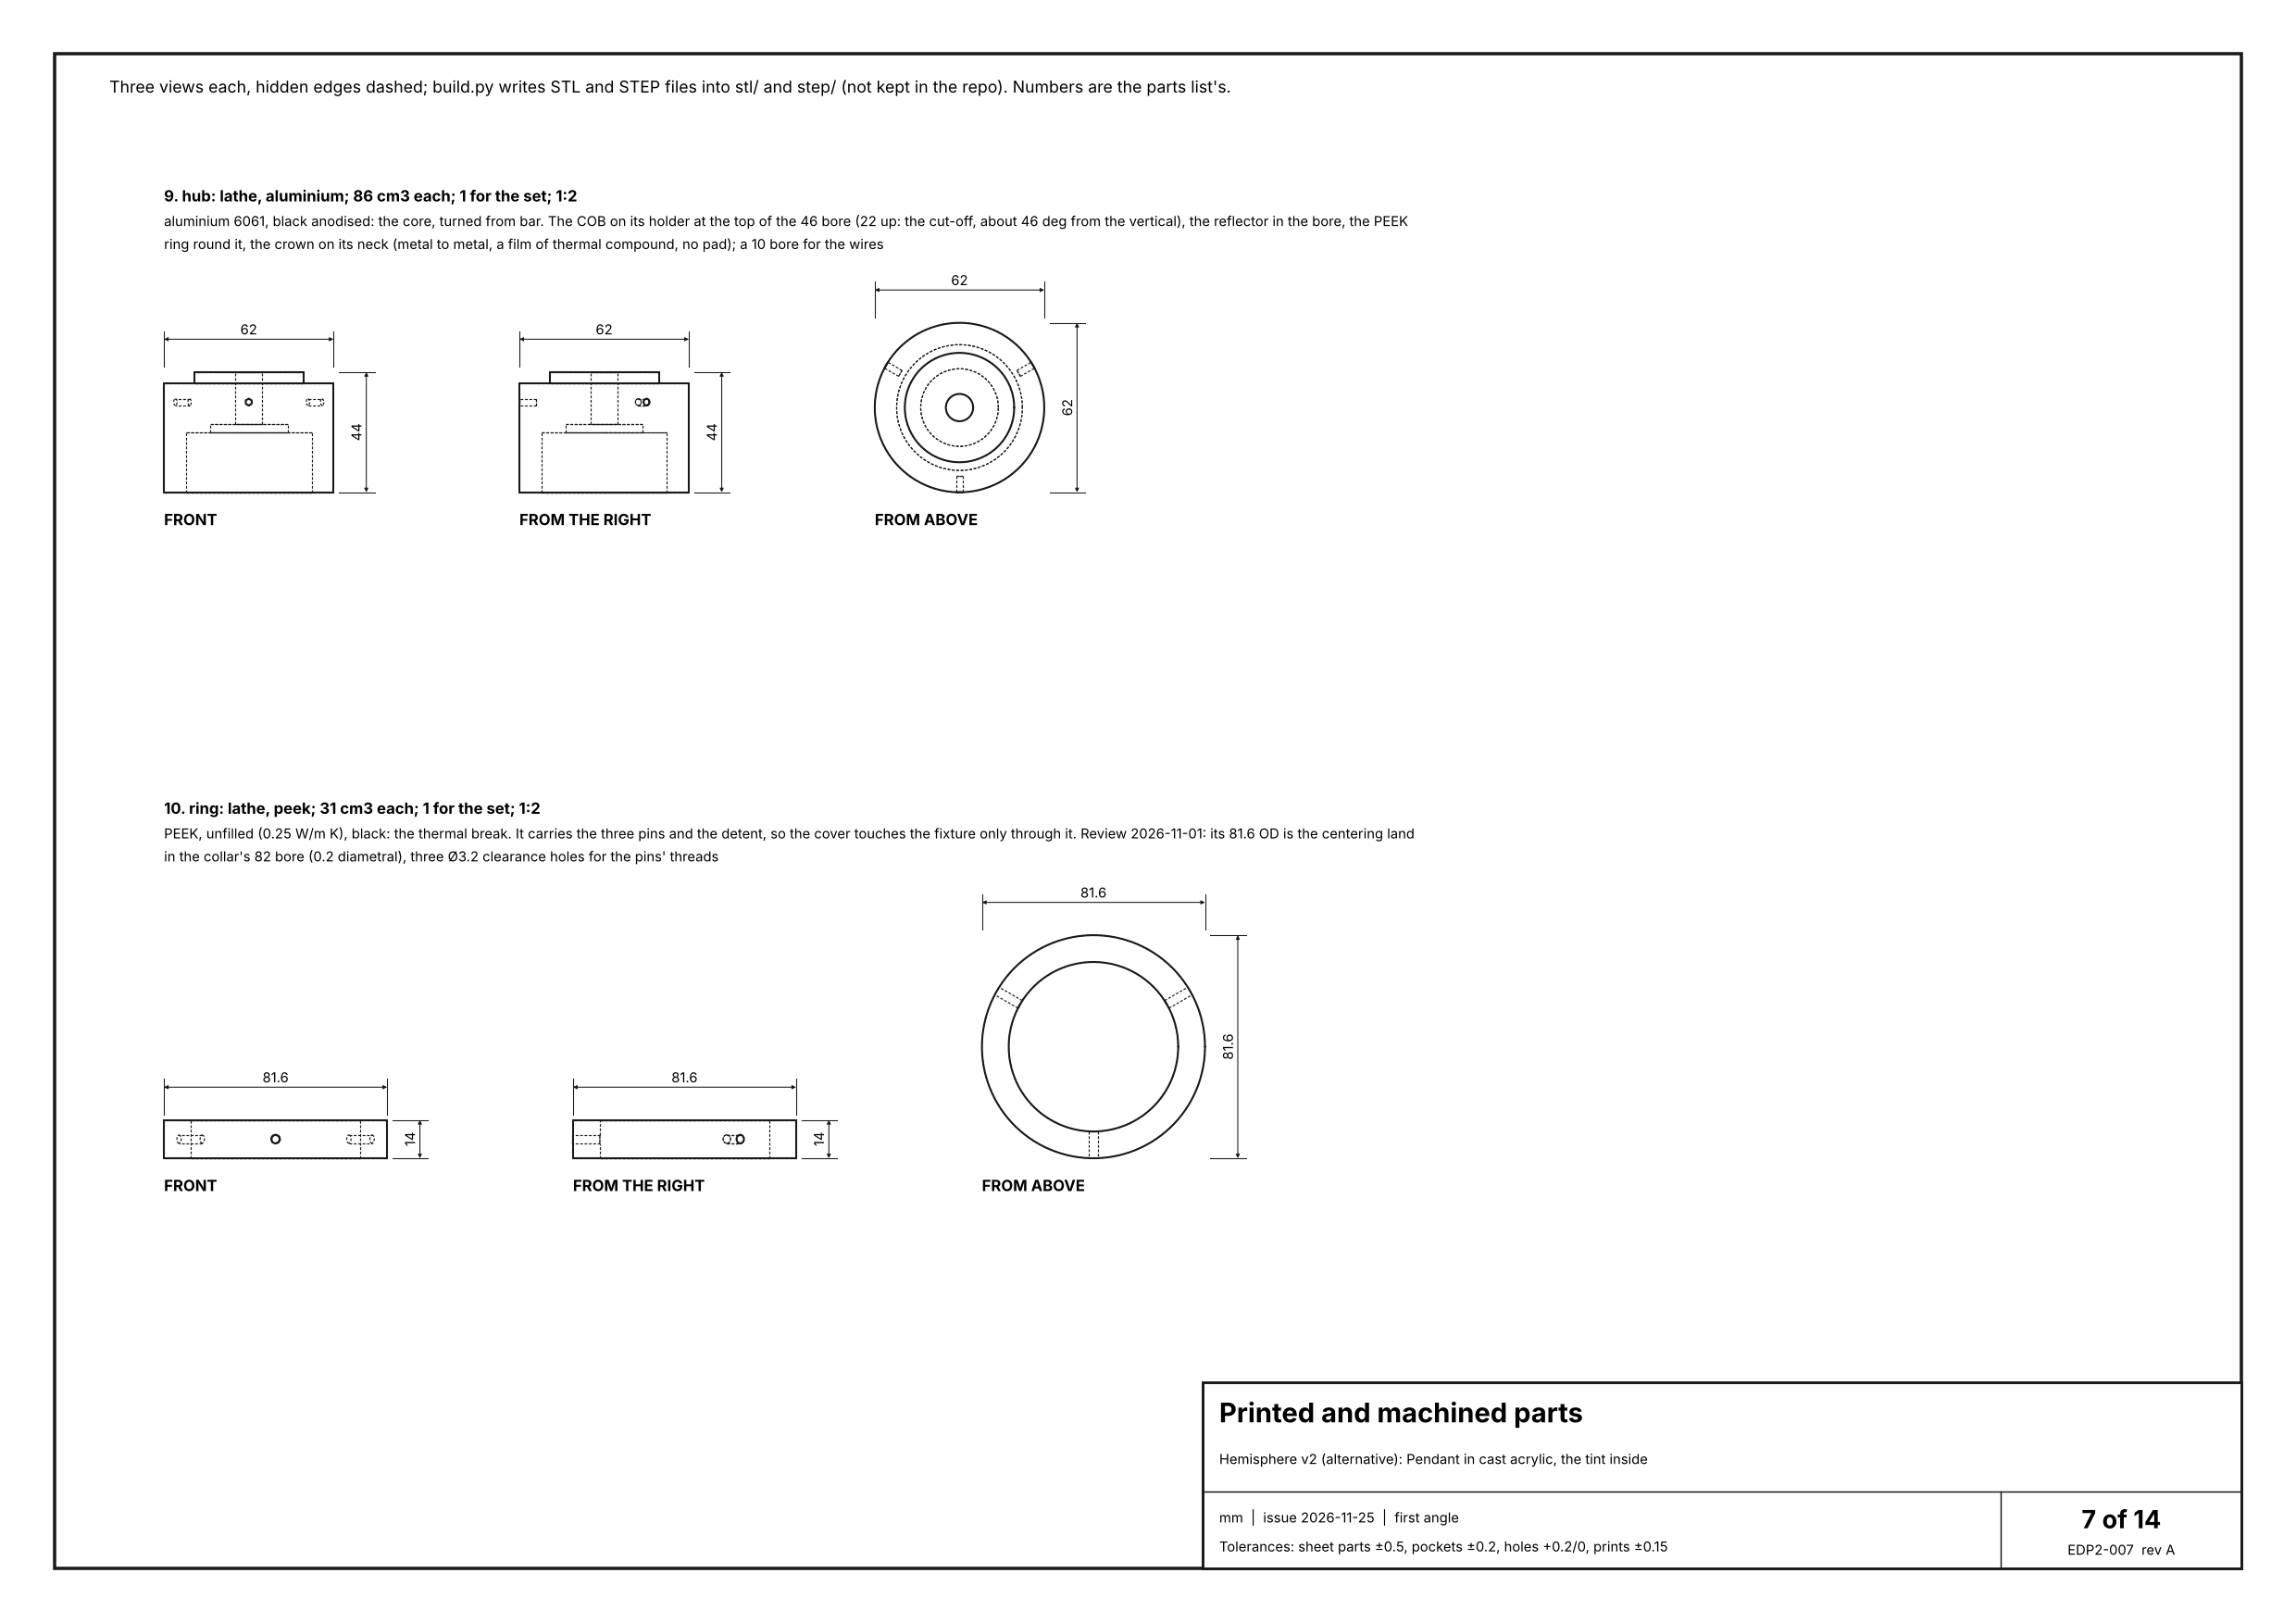 Three views each, hidden edges dashed; build.py writes STL and STEP files into stl/ and step/ (not kept in the repo). Numbers are the parts list's.
9. hub: lathe, aluminium; 86 cm3 each; 1 for the set; 1:2
aluminium 6061, black anodised: the core, turned from bar. The COB on its holder at the top of the 46 bore (22 up: the cut-off, about 46 deg from the vertical), the reflector in the bore, the PEEK
ring round it, the crown on its neck (metal to metal, a film of thermal compound, no pad); a 10 bore for the wires
62
44
FRONT
62
44
FROM THE RIGHT
62
62
FROM ABOVE
10. ring: lathe, peek; 31 cm3 each; 1 for the set; 1:2
PEEK, unfilled (0.25 W/m K), black: the thermal break. It carries the three pins and the detent, so the cover touches the fixture only through it. Review 2026-11-01: its 81.6 OD is the centering land
in the collar's 82 bore (0.2 diametral), three Ø3.2 clearance holes for the pins' threads
81.6
14
FRONT
81.6
14
FROM THE RIGHT
81.6
81.6
FROM ABOVE
Printed and machined parts
Hemisphere v2 (alternative): Pendant in cast acrylic, the tint inside
mm | issue 2026-11-25 | first angle
Tolerances: sheet parts ±0.5, pockets ±0.2, holes +0.2/0, prints ±0.15
7 of 14
EDP2-007 rev A